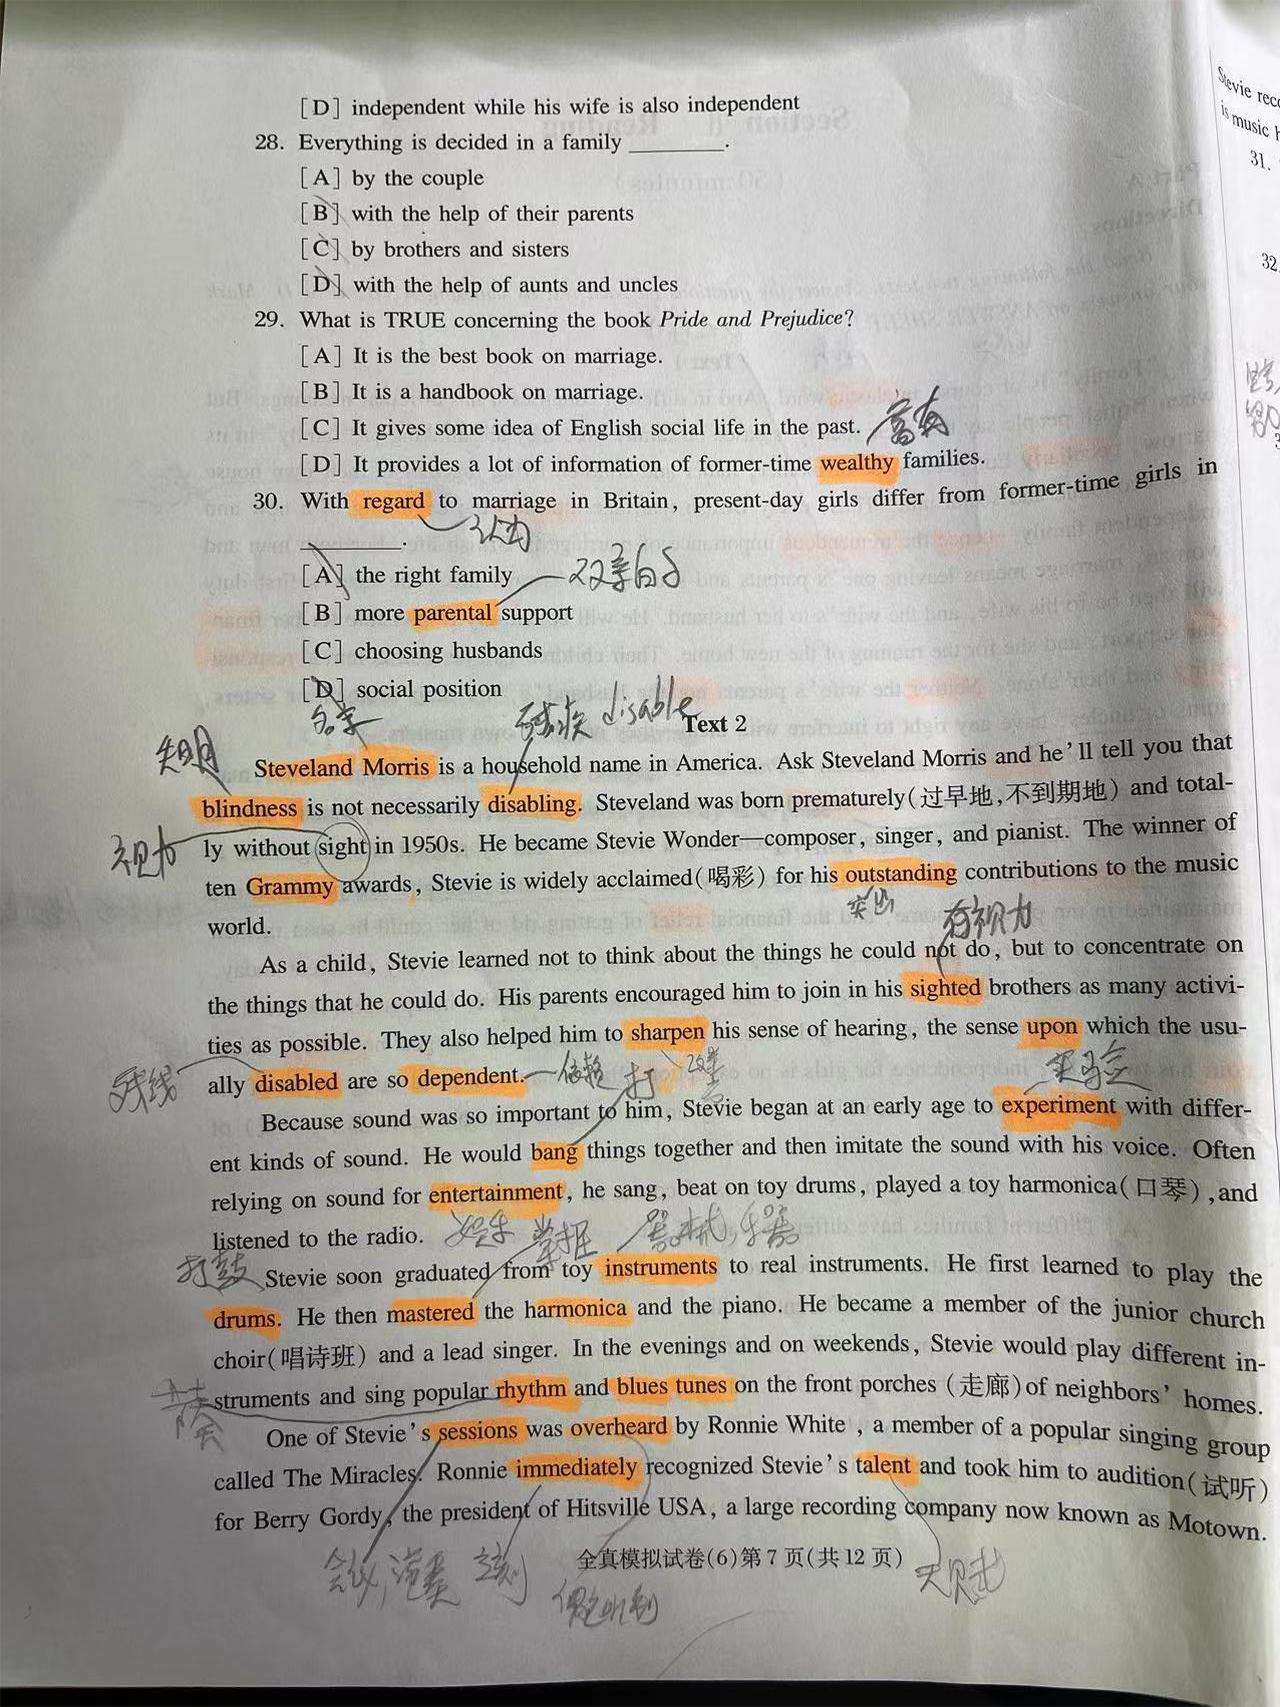 [D] independent while his wife is also independent
28. Everything is decided in a family ________.
[A] by the couple
[B] with the help of their parents
[C] by brothers and sisters
[D] with the help of aunts and uncles
29. What is TRUE concerning the book Pride and Prejudice?
[A] It is the best book on marriage.
[B] It is a handbook on marriage.
[C] It gives some idea of English social life in the past.
富有
[D] It provides a lot of information of former-time wealthy families.
30. With regard to marriage in Britain, present-day girls differ from former-time girls in
________.
认为
[A] the right family
双亲的
[B] more parental support
[C] choosing husbands
[D] social position
名字
残疾 disable
Text 2
失明
Steveland Morris is a household name in America. Ask Steveland Morris and he'll tell you that
blindness is not necessarily disabling. Steveland was born prematurely(过早地,不到期地) and total-
视力
ly without sight in 1950s. He became Stevie Wonder—composer, singer, and pianist. The winner of
ten Grammy awards, Stevie is widely acclaimed(喝彩) for his outstanding contributions to the music
突出
world.
有视力
As a child, Stevie learned not to think about the things he could not do, but to concentrate on
the things that he could do. His parents encouraged him to join in his sighted brothers as many activi-
ties as possible. They also helped him to sharpen his sense of hearing, the sense upon which the usu-
ally disabled are so dependent.
依赖
打
实验
Because sound was so important to him, Stevie began at an early age to experiment with differ-
ent kinds of sound. He would bang things together and then imitate the sound with his voice. Often
relying on sound for entertainment, he sang, beat on toy drums, played a toy harmonica(口琴),and
listened to the radio.
娱乐
掌握
器械,乐器
打鼓
Stevie soon graduated from toy instruments to real instruments. He first learned to play the
drums. He then mastered the harmonica and the piano. He became a member of the junior church
choir(唱诗班) and a lead singer. In the evenings and on weekends, Stevie would play different in-
struments and sing popular rhythm and blues tunes on the front porches (走廊)of neighbors' homes.
One of Stevie's sessions was overheard by Ronnie White, a member of a popular singing group
called The Miracles. Ronnie immediately recognized Stevie's talent and took him to audition(试听)
for Berry Gordy, the president of Hitsville USA, a large recording company now known as Motown.
会议,演奏
立刻
偶然听到
天赋
全真模拟试卷(6)第7页(共12页)
Stevie rec
is music h
31.
32.